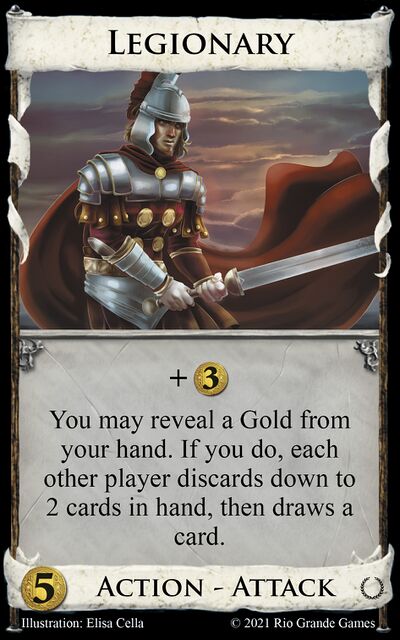 LEGIONARY
+ 3
You may reveal a Gold from
your hand. If you do, each
other player discards down to
2 cards in hand, then draws a
card.
5 ACTION - ATTACK
Illustration: Elisa Cella © 2021 Rio Grande Games